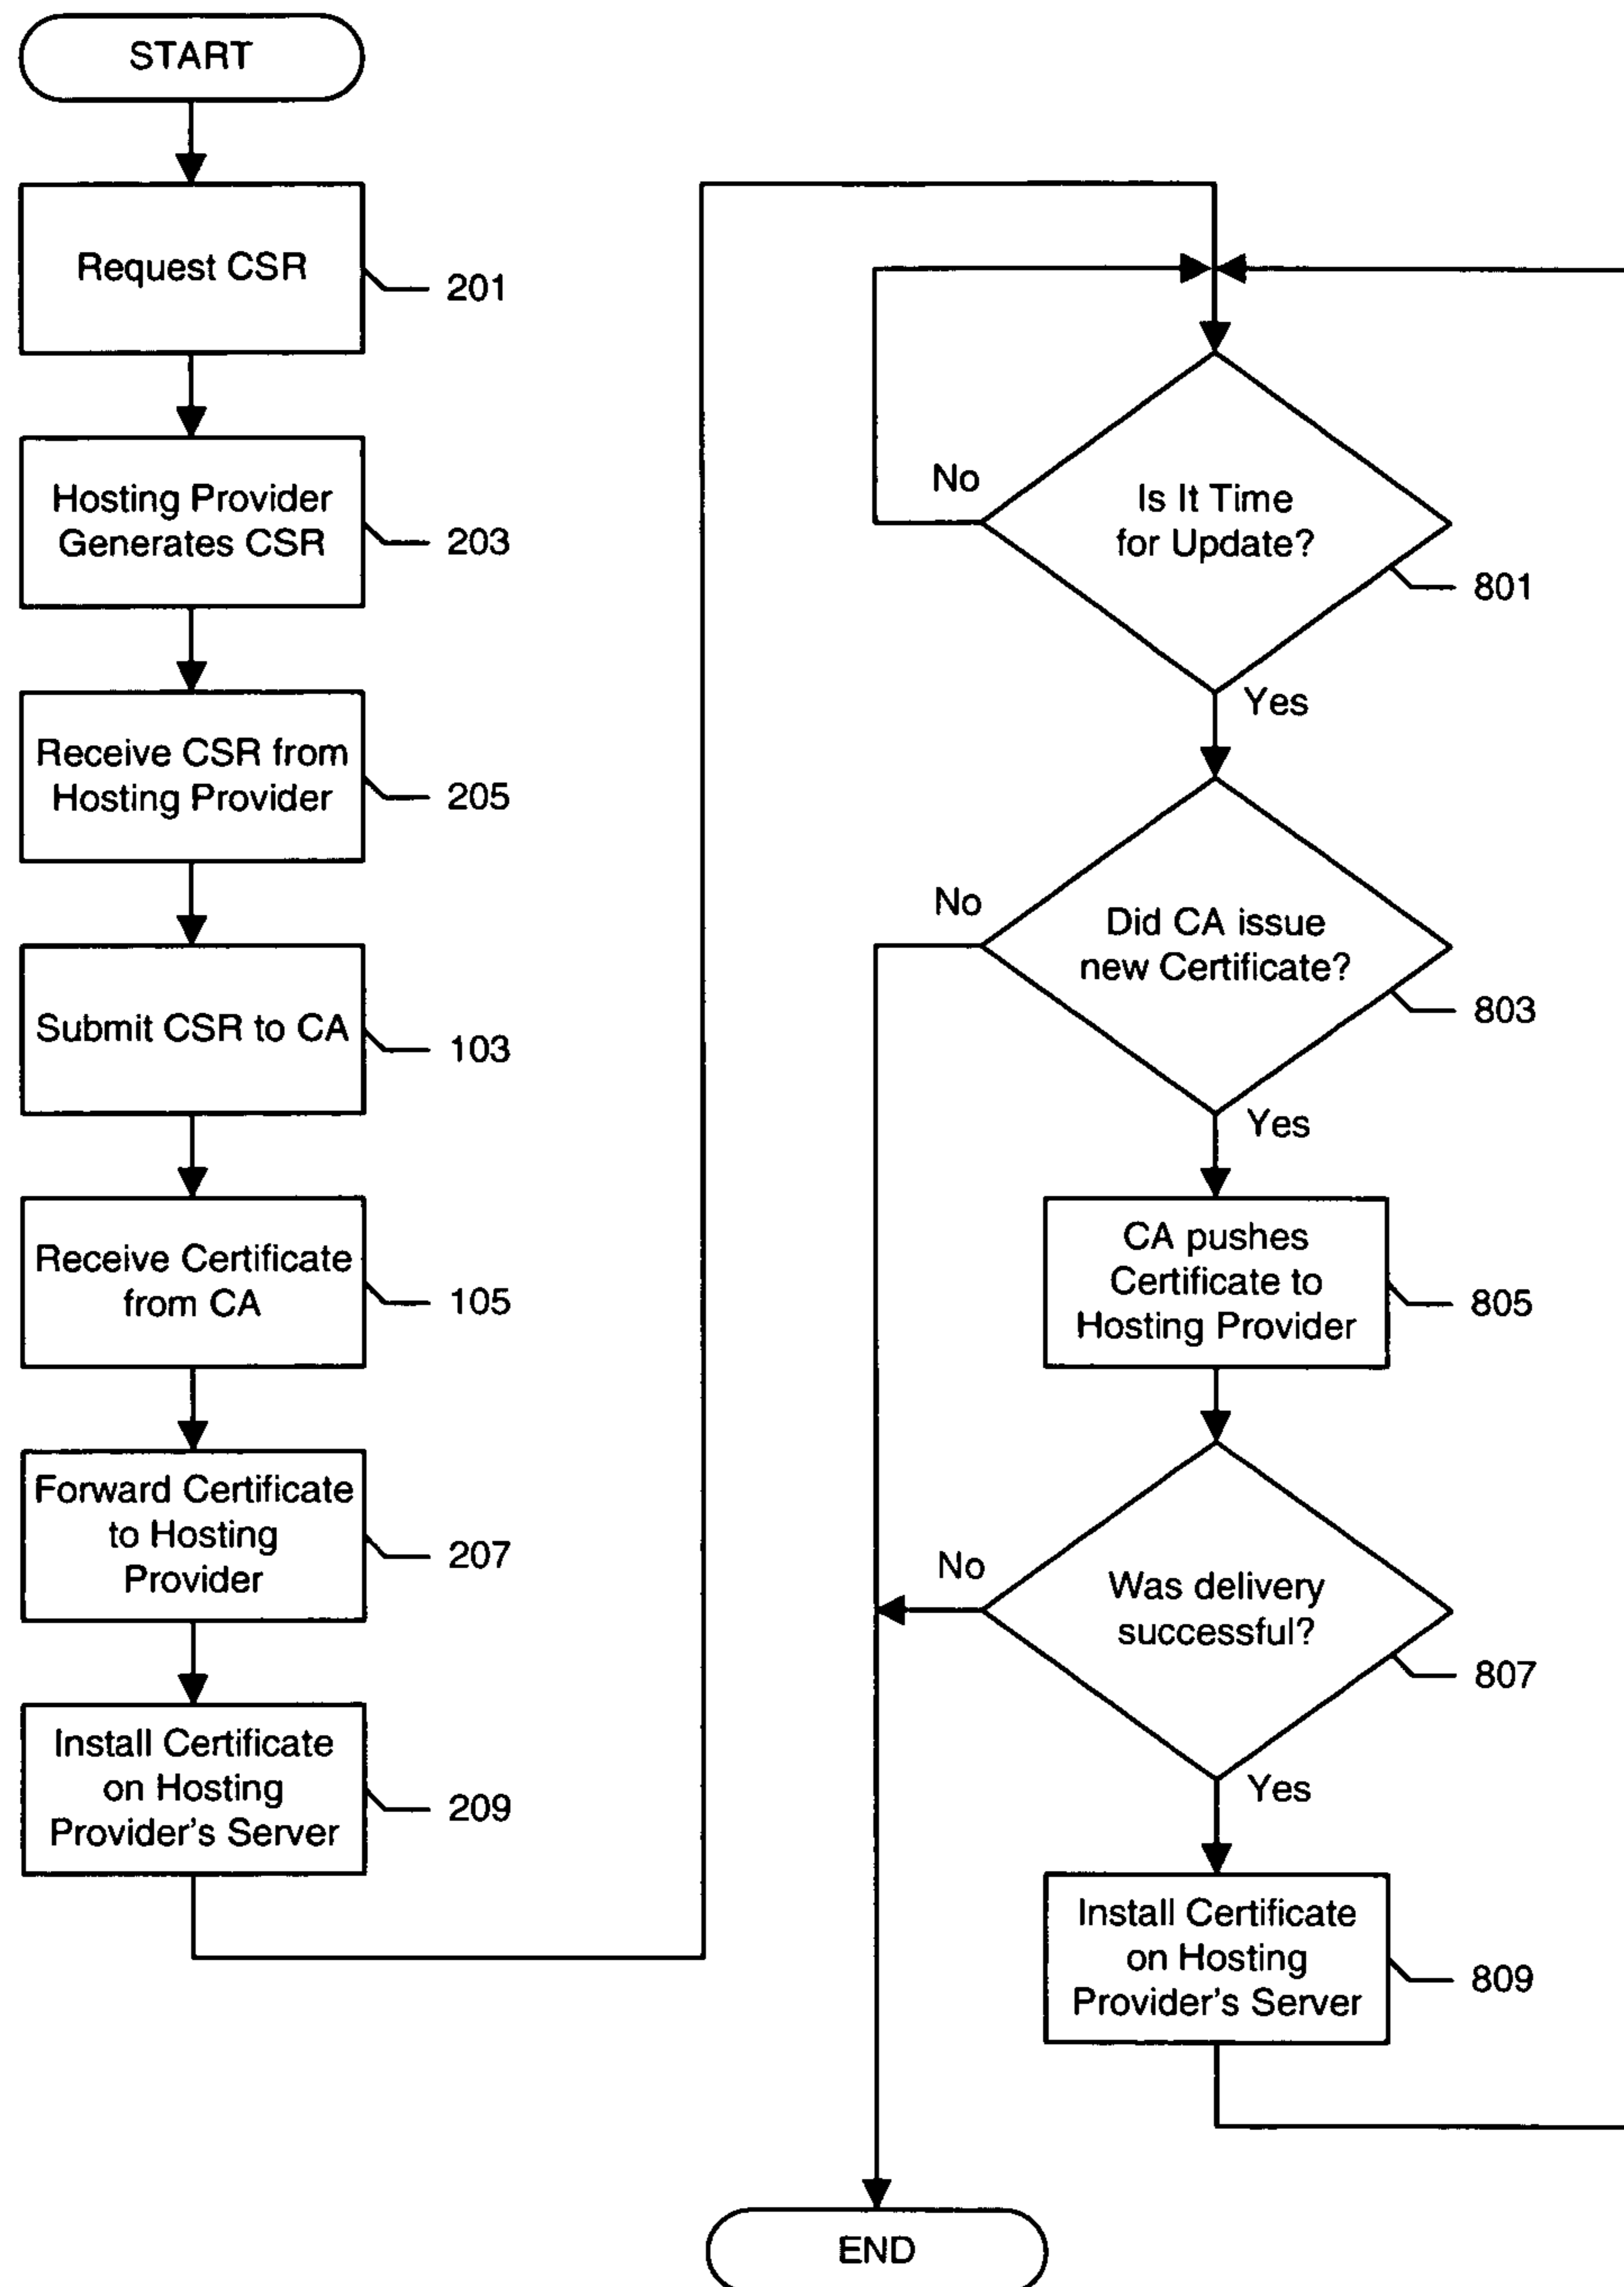 START
Request CSR
201
Hosting Provider
Generates CSR
203
Receive CSR from
Hosting Provider
205
Submit CSR to CA
103
Receive Certificate
from CA
105
Forward Certificate
to Hosting
Provider
207
Install Certificate
on Hosting
Provider's Server
209
No
Is It Time
for Update?
801
Yes
No
Did CA issue
new Certificate?
803
Yes
CA pushes
Certificate to
Hosting Provider
805
No
Was delivery
successful?
807
Yes
Install Certificate
on Hosting
Provider's Server
809
END